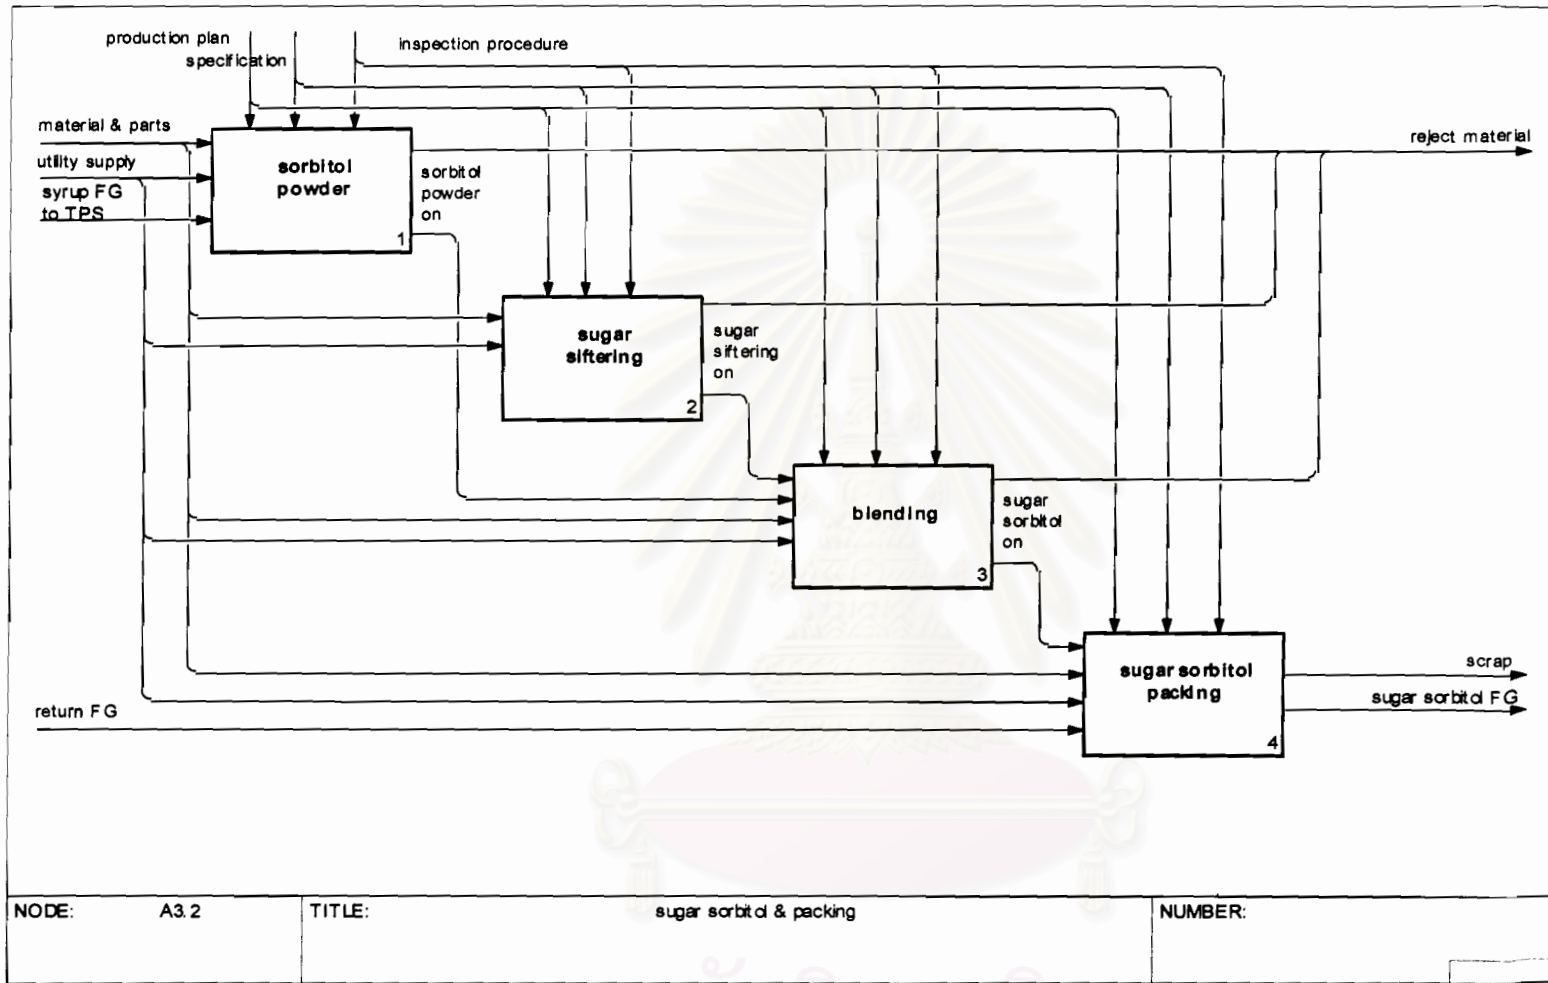 production plan
specification
inspection procedure
material & parts
utility supply
syrup FG
to TPS
sorbitol
powder
1
sorbitol
powder
on
reject material
sugar
siftering
2
sugar
siftering
on
blending
3
sugar
sorbitol
on
sugar sorbitol
packing
4
scrap
sugar sorbitol FG
return FG
NODE: A3.2
TITLE: sugar sorbitol & packing
NUMBER: